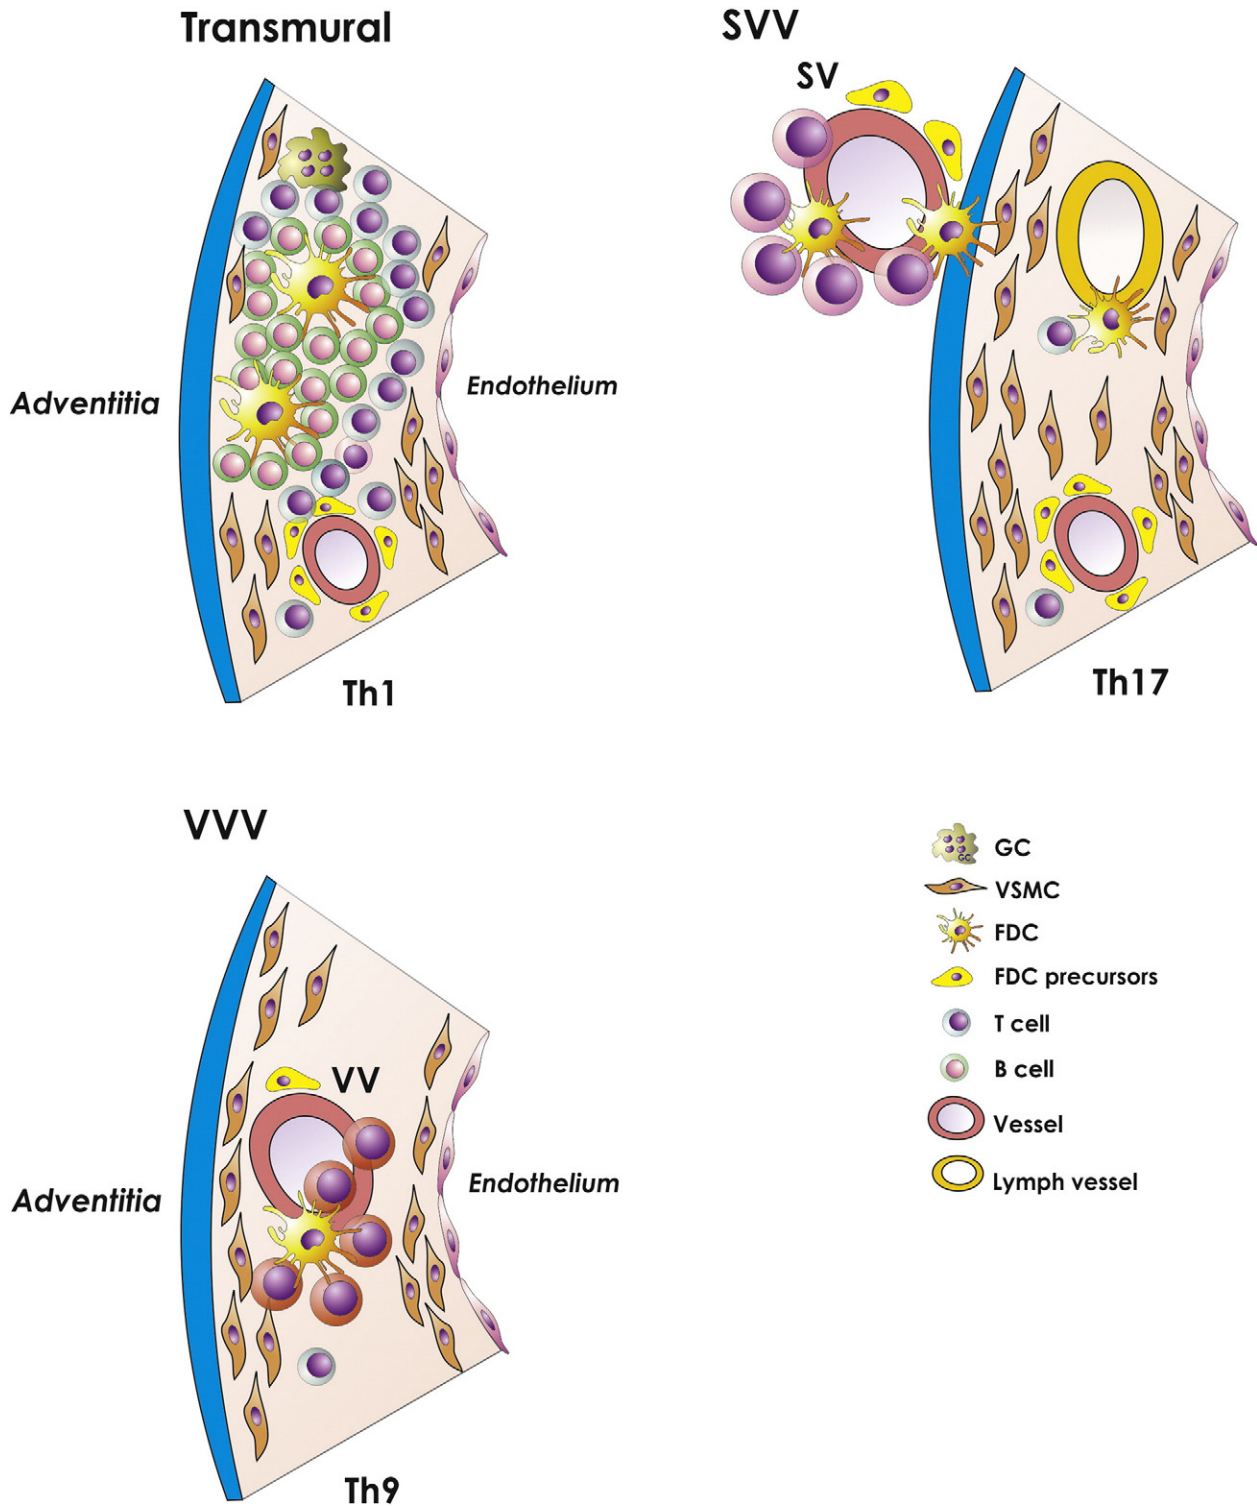 Transmural
SVV
SV
Adventitia
Endothelium
Th1
Th17
VVV
VV
Adventitia
Endothelium
Th9
GC
GC
VSMC
FDC
FDC precursors
T cell
B cell
Vessel
Lymph vessel